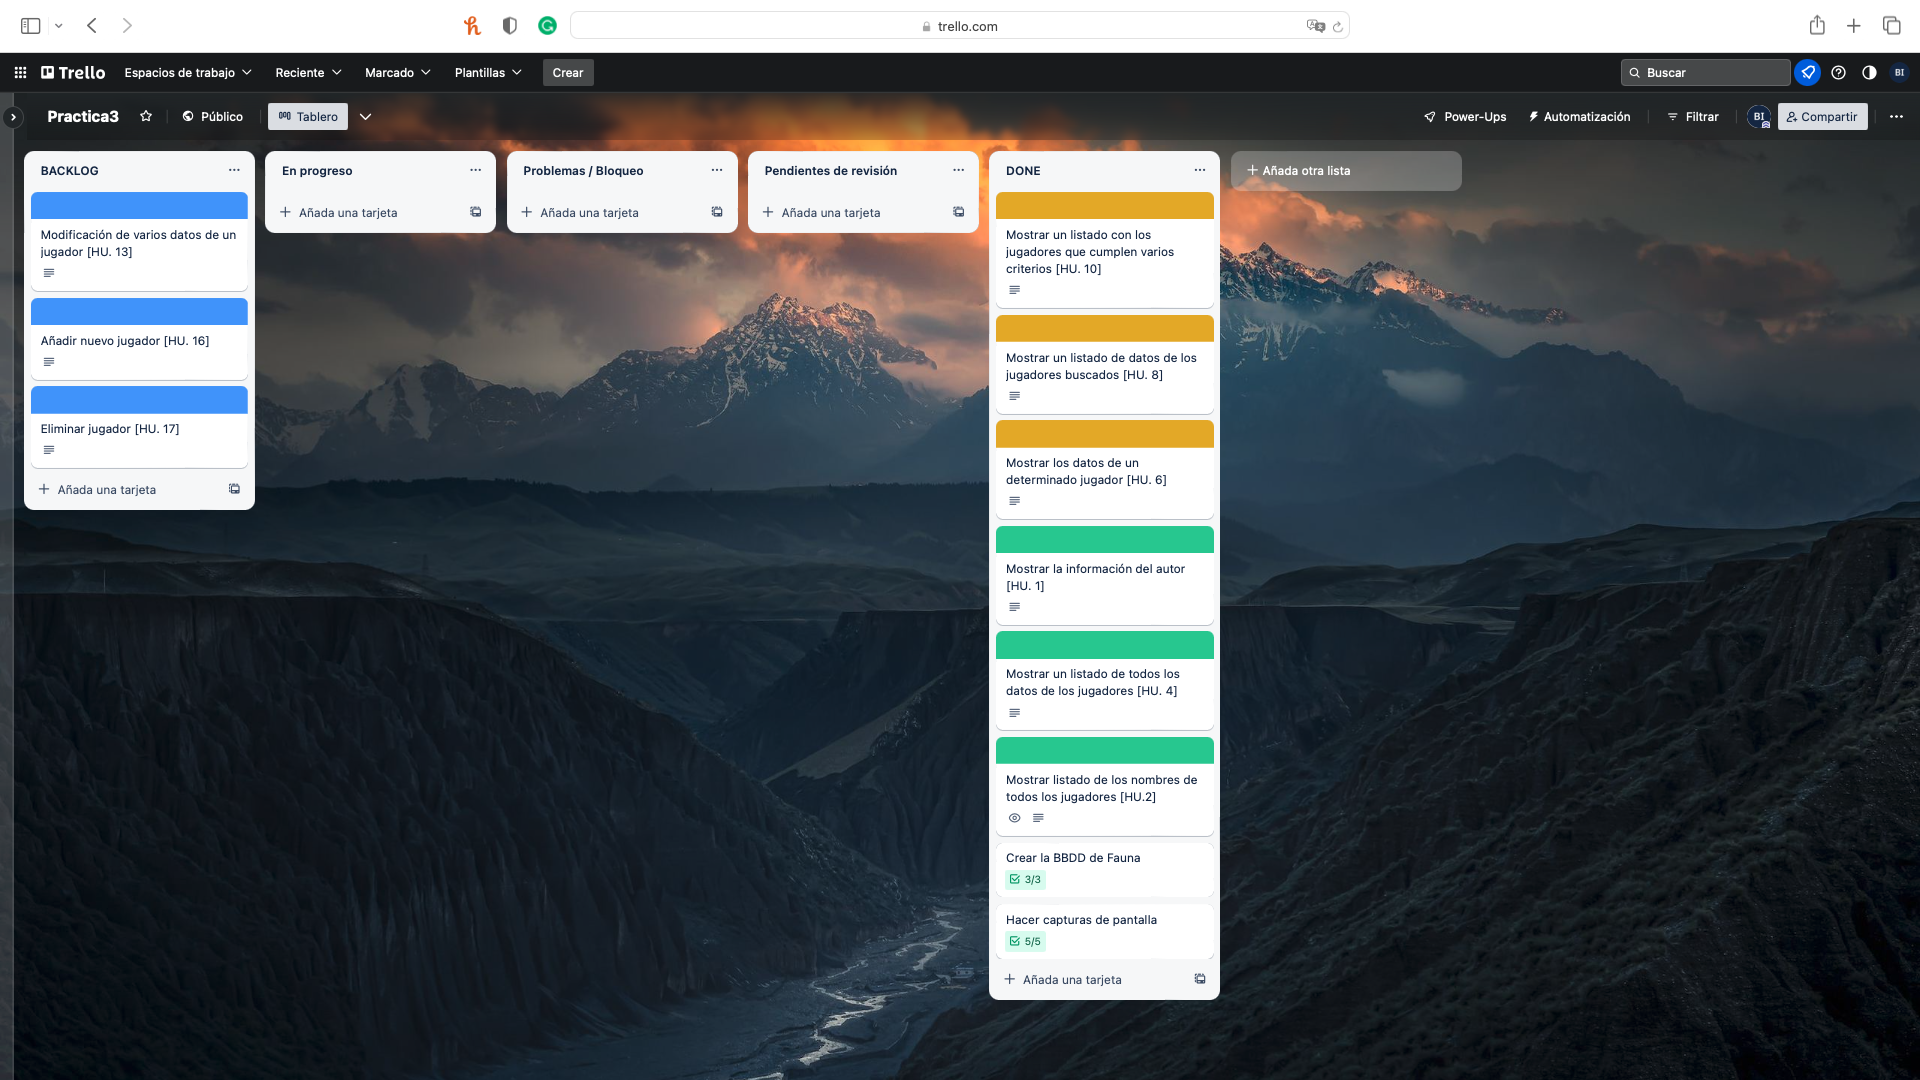 trello.com
Trello
Espacios de trabajo
Reciente
Marcado
Plantillas
Crear
Buscar
BI
Practica3
Público
Tablero
Power-Ups
Automatización
Filtrar
BI
Compartir
BACKLOG
Modificación de varios datos de un
jugador [HU. 13]
Añadir nuevo jugador [HU. 16]
Eliminar jugador [HU. 17]
Añada una tarjeta
En progreso
Añada una tarjeta
Problemas / Bloqueo
Añada una tarjeta
Pendientes de revisión
Añada una tarjeta
DONE
Mostrar un listado con los
jugadores que cumplen varios
criterios [HU. 10]
Mostrar un listado de datos de los
jugadores buscados [HU. 8]
Mostrar los datos de un
determinado jugador [HU. 6]
Mostrar la información del autor
[HU. 1]
Mostrar un listado de todos los
datos de los jugadores [HU. 4]
Mostrar listado de los nombres de
todos los jugadores [HU.2]
Crear la BBDD de Fauna
3/3
Hacer capturas de pantalla
5/5
Añada una tarjeta
Añada otra lista